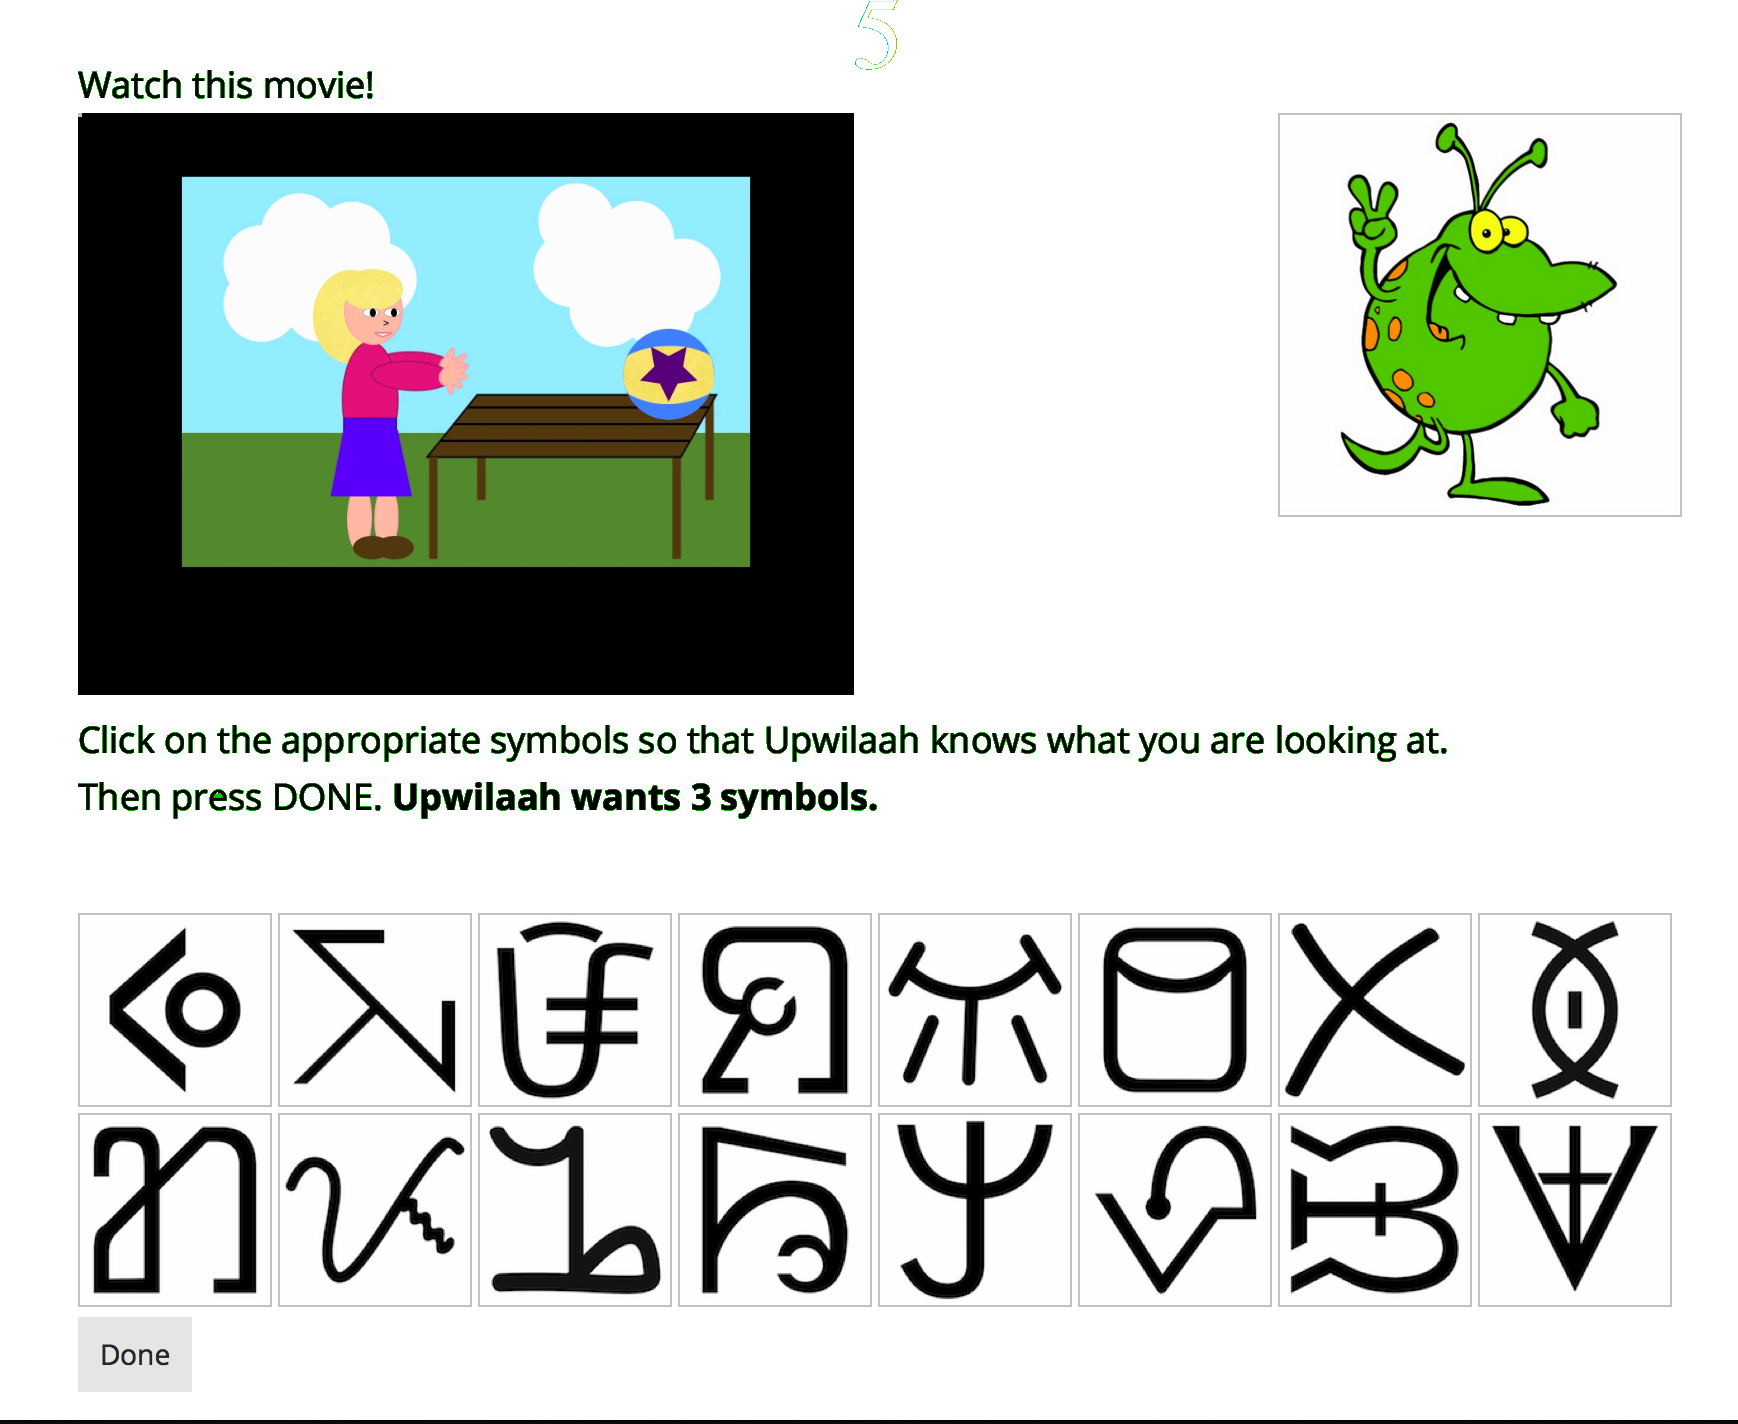 5
Watch this movie!
Click on the appropriate symbols so that Upwilaah knows what you are looking at.
Then press DONE. Upwilaah wants 3 symbols.
Done